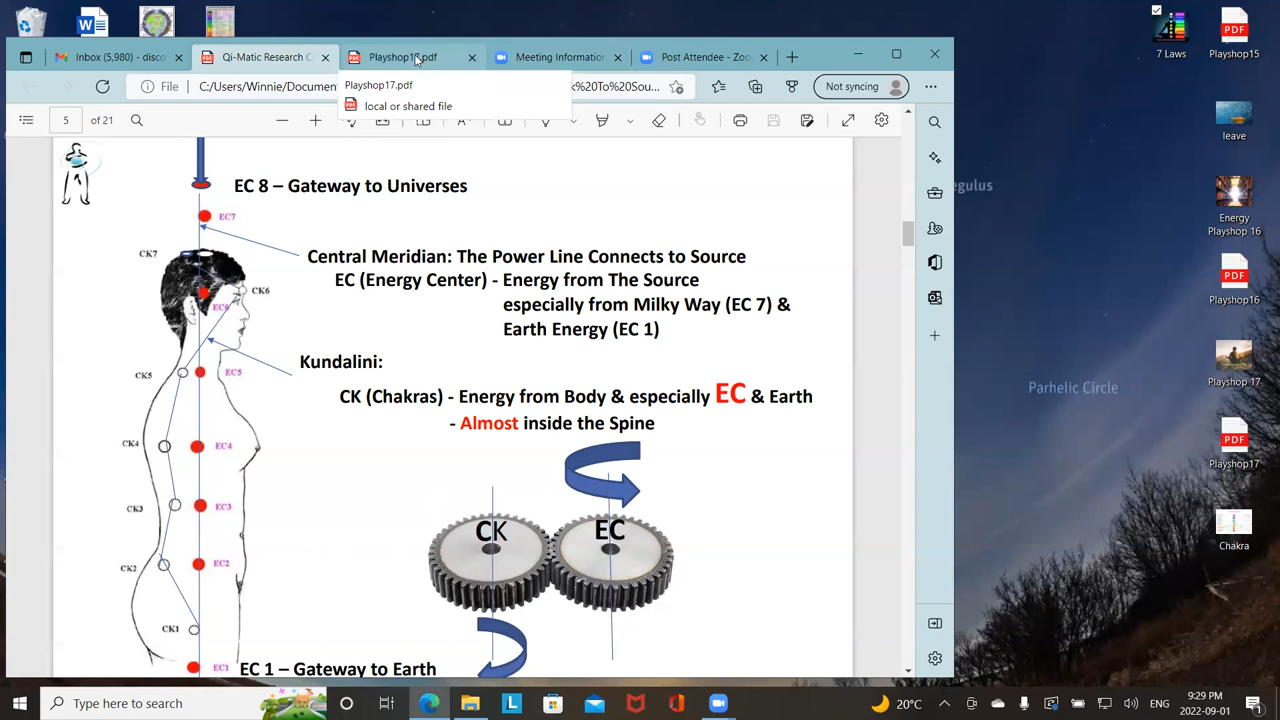 Inbox (5,980) - disco
Qi-Matic Research C
Playshop17.pdf
Meeting Information
Post Attendee - Zoo
File
C:/Users/Winnie/Document
k%20To%20Sou...
Not syncing
Playshop17.pdf
local or shared file
5
of 21
EC 8 – Gateway to Universes
EC7
CK7
Central Meridian: The Power Line Connects to Source
EC (Energy Center) - Energy from The Source
especially from Milky Way (EC 7) &
Earth Energy (EC 1)
CK6
EC6
Kundalini:
CK5
EC5
CK (Chakras) - Energy from Body & especially EC & Earth
- Almost inside the Spine
CK4
EC4
CK3
EC3
CK
EC
CK2
EC2
CK1
EC1
EC 1 – Gateway to Earth
7 Laws
Playshop15
leave
egulus
Energy
Playshop 16
Playshop16
Parhelic Circle
Playshop 17
Playshop17
Chakra
Type here to search
20°C
ENG
9:29 PM
2022-09-01